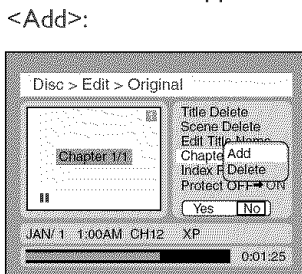 <Add>:
Disc > Edit > Original
Title Delete
Scene Delete
Edit Title Name
Chapter 1/1
Chapte
Add
Index P
Delete
Protect OFF➡ON
Yes No
JAN/ 1 1:00AM CH12 XP
0:01:25